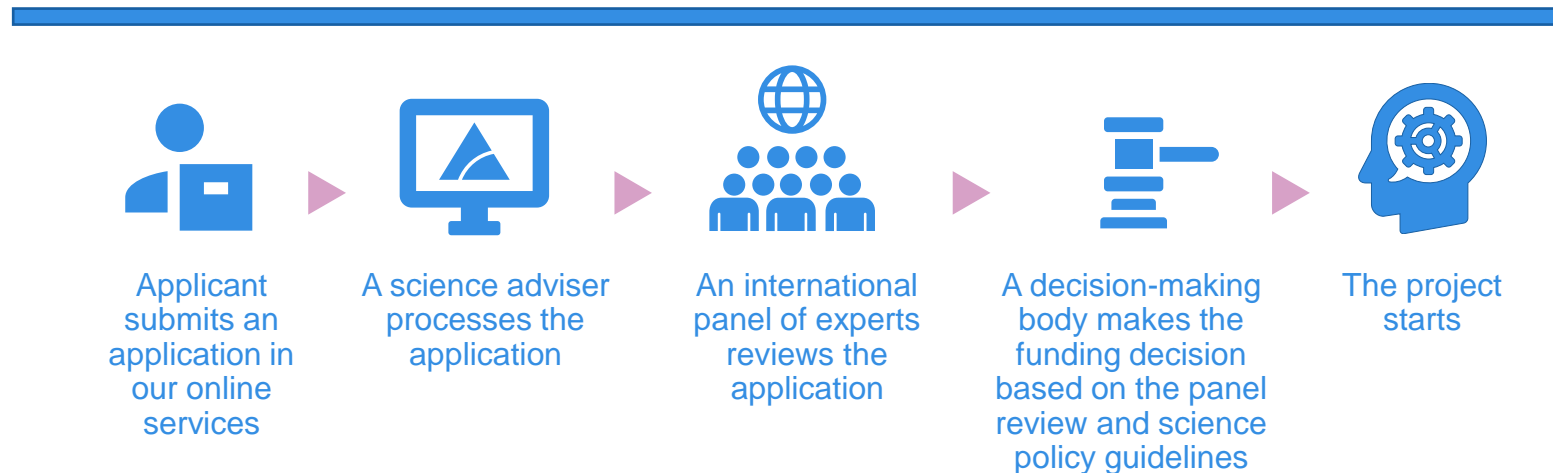 Applicant
submits an
application in
our online
services
A science adviser
processes the
application
An international
panel of experts
reviews the
application
A decision-making
body makes the
funding decision
based on the panel
review and science
policy guidelines
The project
starts